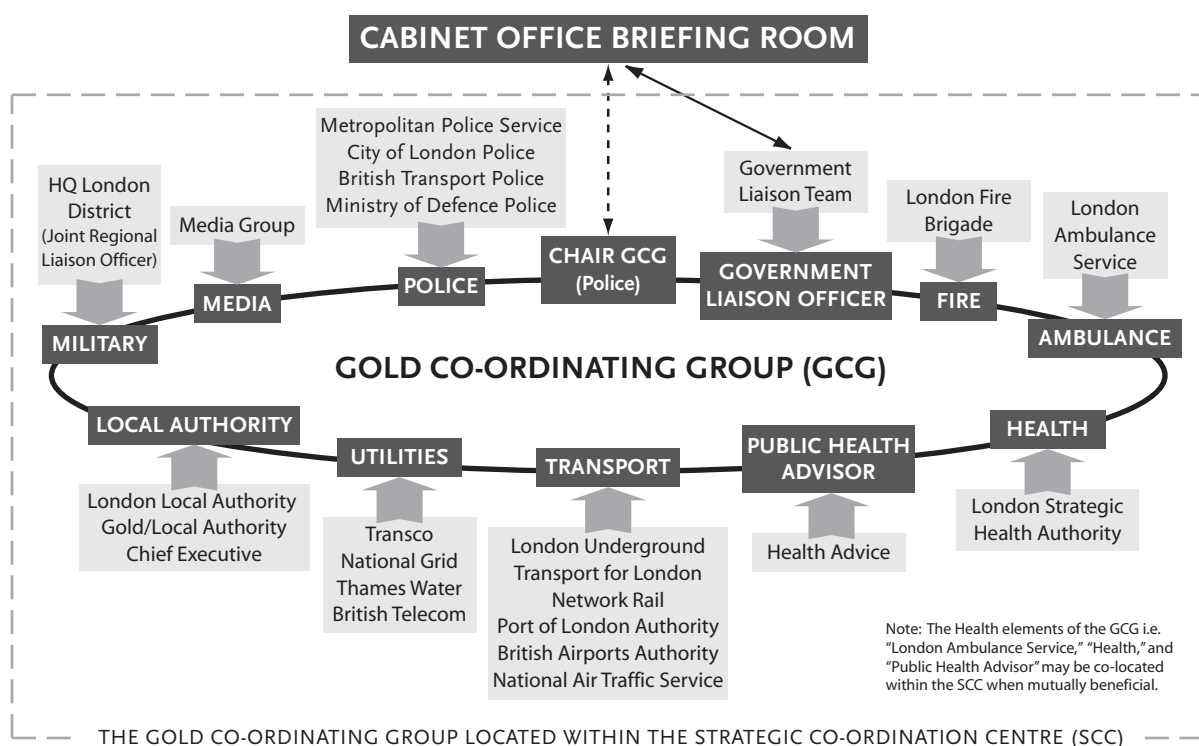 CABINET OFFICE BRIEFING ROOM
Metropolitan Police Service
City of London Police
British Transport Police
Ministry of Defence Police
HQ London
District
(Joint Regional
Liaison Officer)
Media Group
Government
Liaison Team
London Fire
Brigade
London
Ambulance
Service
MILITARY
MEDIA
POLICE
CHAIR GCG
(Police)
GOVERNMENT
LIAISON OFFICER
FIRE
AMBULANCE
GOLD CO-ORDINATING GROUP (GCG)
LOCAL AUTHORITY
UTILITIES
TRANSPORT
PUBLIC HEALTH
ADVISOR
HEALTH
London Local Authority
Gold/Local Authority
Chief Executive
Transco
National Grid
Thames Water
British Telecom
London Underground
Transport for London
Network Rail
Port of London Authority
British Airports Authority
National Air Traffic Service
Health Advice
London Strategic
Health Authority
Note: The Health elements of the GCG i.e.
“London Ambulance Service,” “Health,” and
“Public Health Advisor” may be co-located
within the SCC when mutually beneficial.
THE GOLD CO-ORDINATING GROUP LOCATED WITHIN THE STRATEGIC CO-ORDINATION CENTRE (SCC)